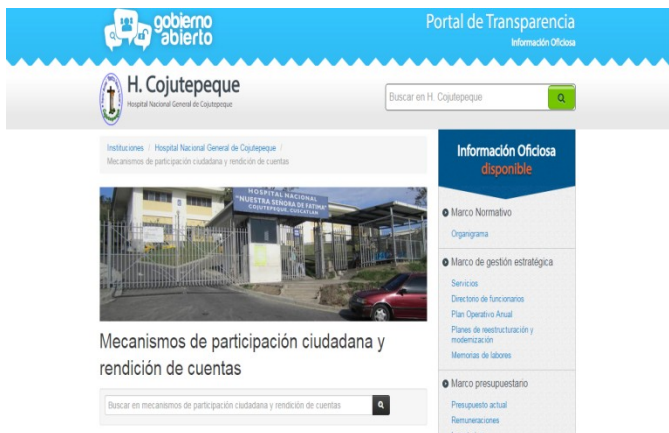 gobierno
abierto
Portal de Transparencia
Información Oficiosa
H. Cojutepeque
Hospital Nacional General de Cojutepeque
Buscar en H. Cojutepeque
Instituciones / Hospital Nacional General de Cojutepeque /
Mecanismos de participación ciudadana y rendición de cuentas
HOSPITAL NACIONAL
"NUESTRA SEÑORA DE FATIMA"
COJUTEPEQUE, CUSCATLAN
Mecanismos de participación ciudadana y
rendición de cuentas
Buscar en mecanismos de participación ciudadana y rendición de cuentas
Información Oficiosa
disponible
Marco Normativo
Organigrama
Marco de gestión estratégica
Servicios
Directorio de funcionarios
Plan Operativo Anual
Planes de reestructuración y
modernización
Memorias de labores
Marco presupuestario
Presupuesto actual
Remuneraciones